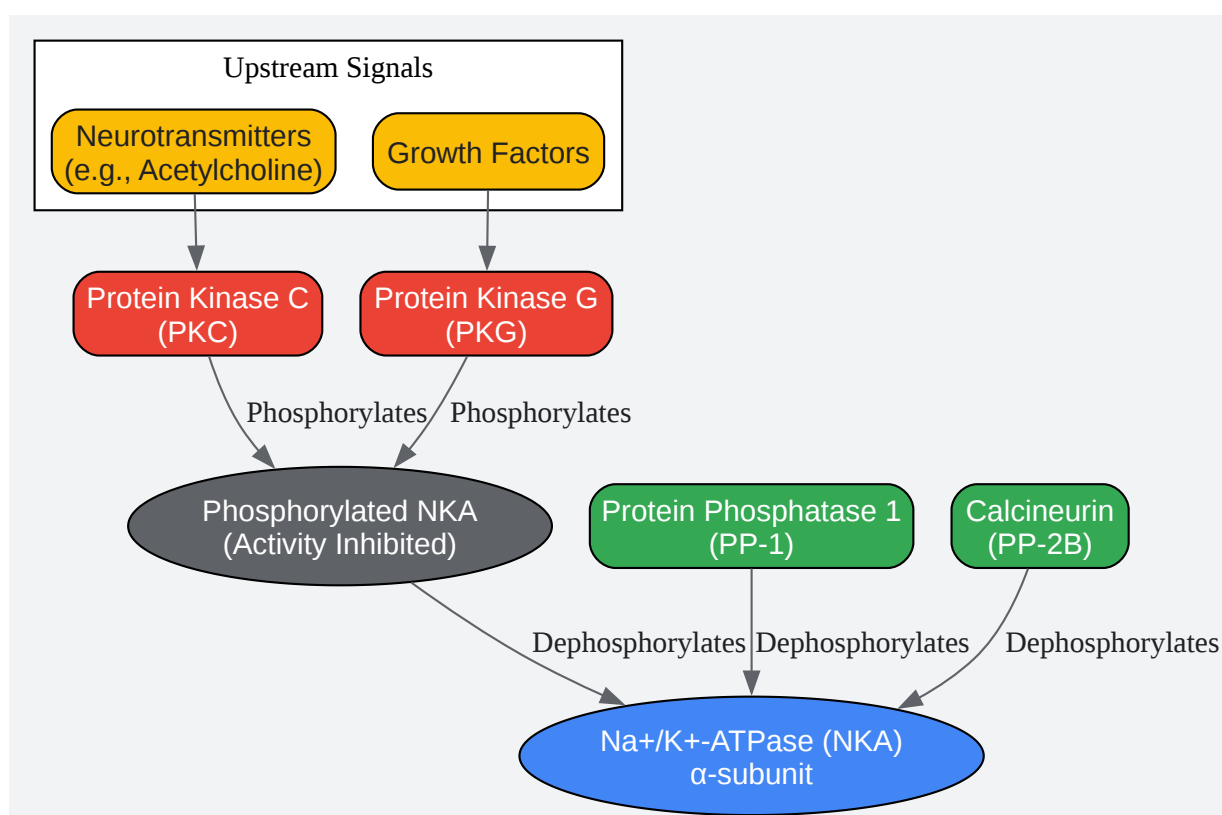 Upstream Signals
Neurotransmitters
(e.g., Acetylcholine)
Growth Factors
Protein Kinase C
(PKC)
Protein Kinase G
(PKG)
Phosphorylates
Phosphorylates
Phosphorylated NKA
(Activity Inhibited)
Protein Phosphatase 1
(PP-1)
Calcineurin
(PP-2B)
Dephosphorylates
Dephosphorylates
Dephosphorylates
Na+/K+-ATPase (NKA)
α-subunit